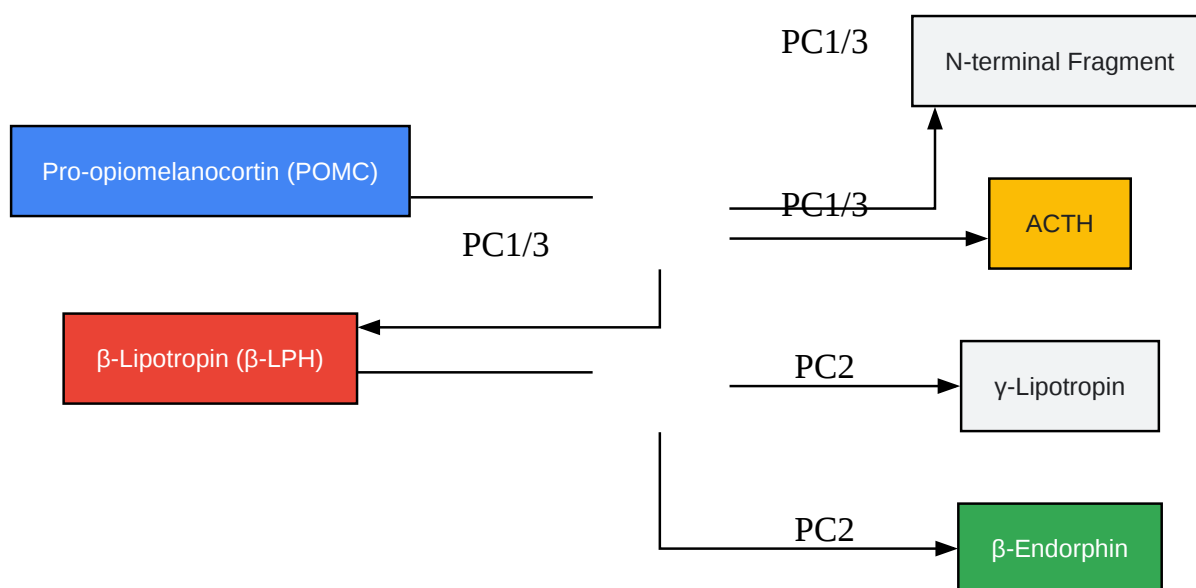 PC1/3
N-terminal Fragment
Pro-opiomelanocortin (POMC)
PC1/3
ACTH
PC1/3
β-Lipotropin (β-LPH)
PC2
γ-Lipotropin
PC2
β-Endorphin